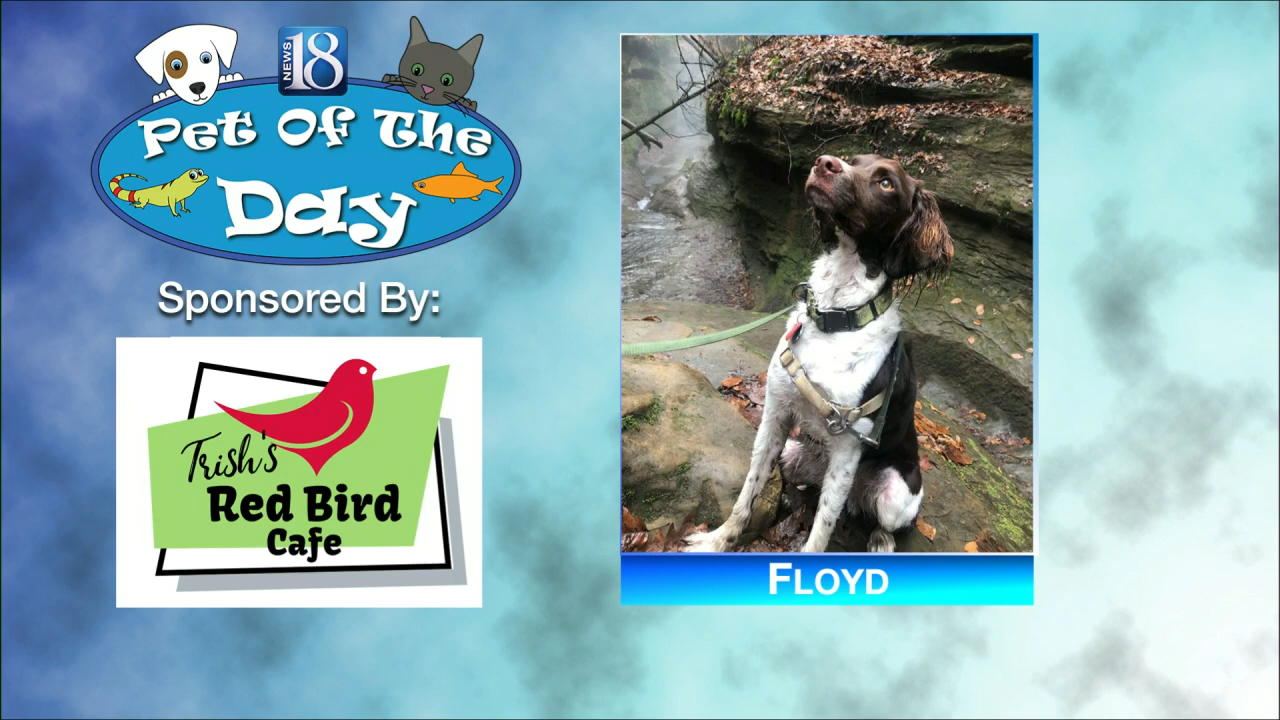 NEWS 18
Pet Of The
Day
Sponsored By:
Trish's
Red Bird
Cafe
FLOYD